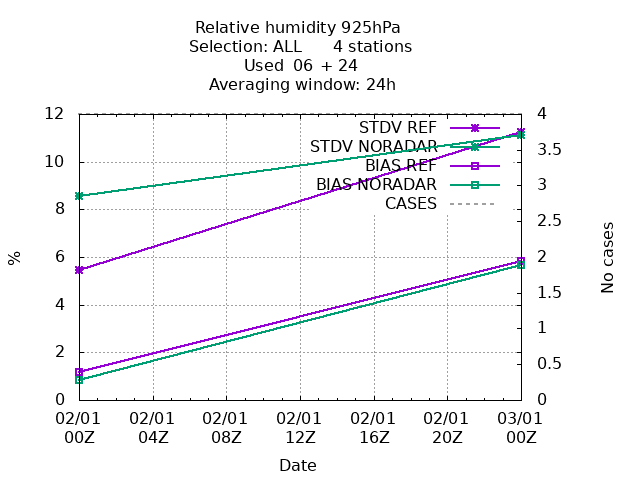 Relative humidity 925hPa
Selection: ALL 4 stations
Used 06 + 24
Averaging window: 24h
12
10
8
6
4
2
0
%
4
3.5
3
2.5
2
1.5
1
0.5
0
No cases
STDV REF
STDV NORADAR
BIAS REF
BIAS NORADAR
CASES
02/01 02/01 02/01 02/01 02/01 02/01 03/01
00Z 04Z 08Z 12Z 16Z 20Z 00Z
Date